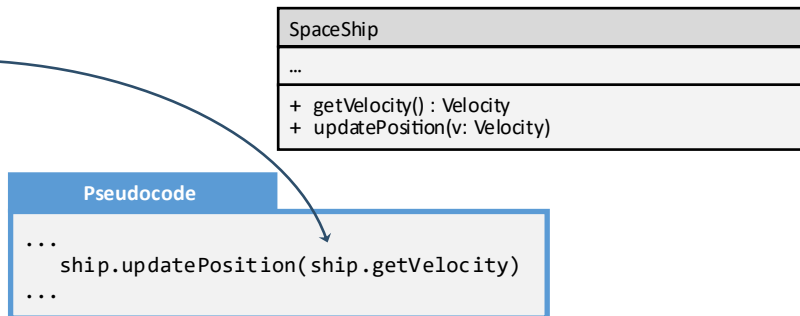 SpaceShip
…
+ getVelocity() : Velocity
+ updatePosition(v: Velocity)
Pseudocode
...
ship.updatePosition(ship.getVelocity)
...